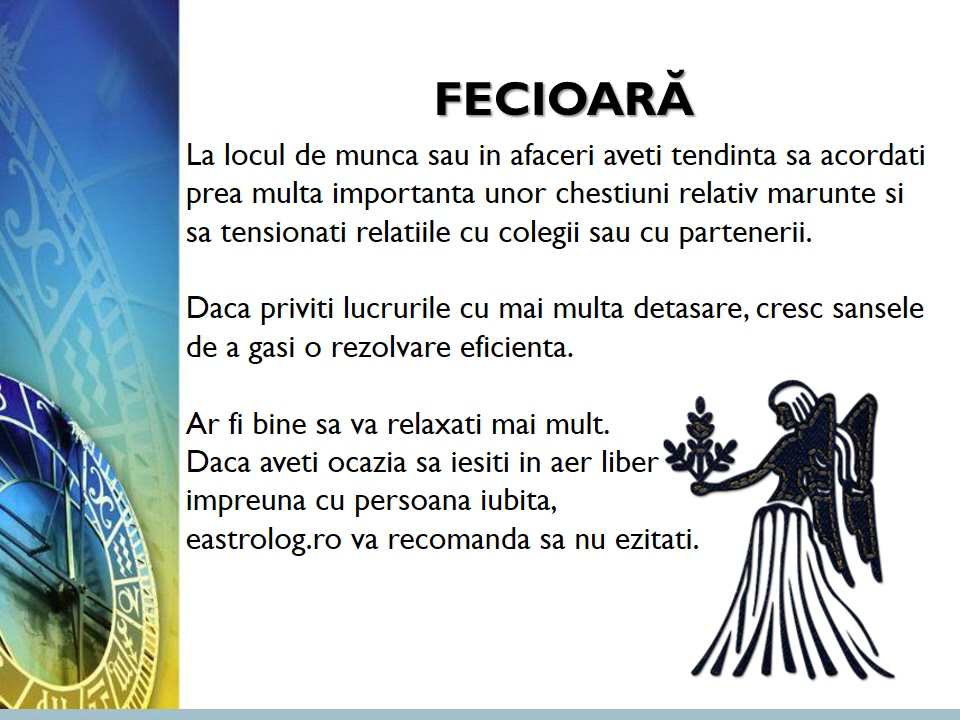 FECIOARĂ
La locul de munca sau in afaceri aveti tendinta sa acordati
prea multa importanta unor chestiuni relativ marunte si
sa tensionati relatiile cu colegii sau cu partenerii.
Daca priviti lucrurile cu mai multa detasare, cresc sansele
de a gasi o rezolvare eficienta.
Ar fi bine sa va relaxati mai mult.
Daca aveti ocazia sa iesiti in aer liber
impreuna cu persoana iubita,
eastrolog.ro va recomanda sa nu ezitati.